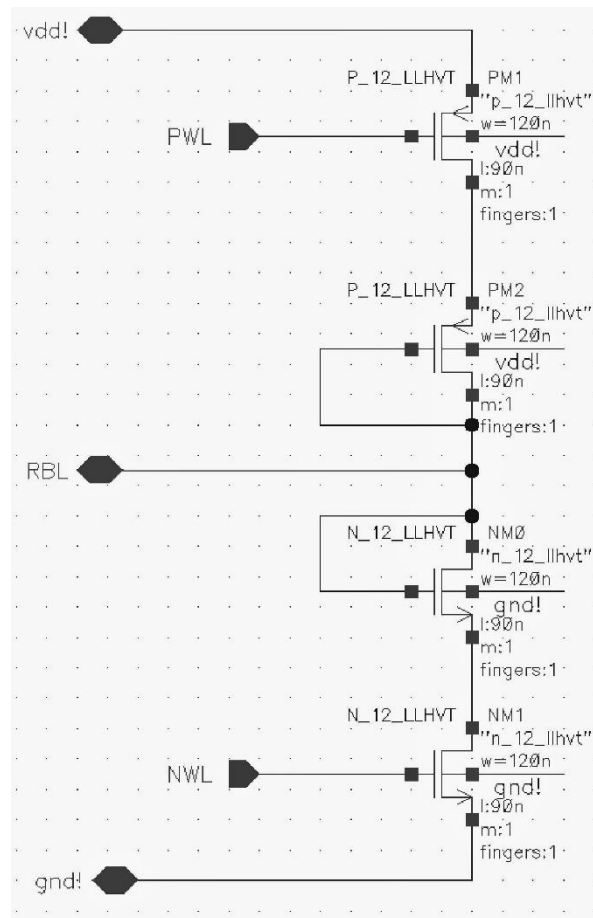 vdd!
P_12_LLHVT PM1
"p_12_llhvt"
w=120n
PWL
vdd!
l:90n
m:1
fingers:1
P_12_LLHVT PM2
"p_12_llhvt"
w=120n
vdd!
l:90n
m:1
fingers:1
RBL
N_12_LLHVT NM0
"n_12_llhvt"
w=120n
gnd!
l:90n
m:1
fingers:1
N_12_LLHVT NM1
"n_12_llhvt"
w=120n
NWL
gnd!
l:90n
m:1
fingers:1
gnd!